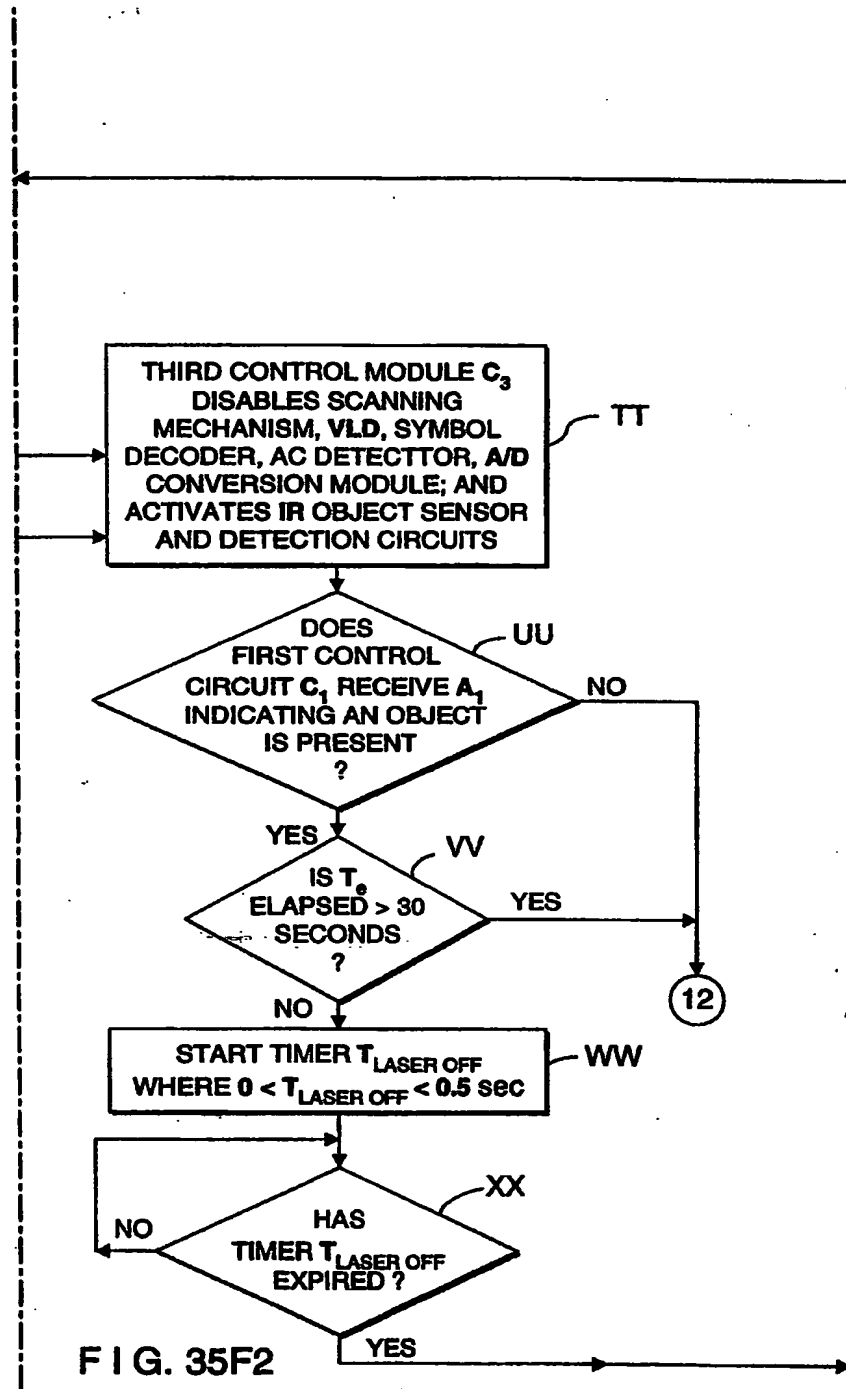 THIRD CONTROL MODULE C3
DISABLES SCANNING
MECHANISM, VLD, SYMBOL
DECODER, AC DETECTTOR, A/D
CONVERSION MODULE; AND
ACTIVATES IR OBJECT SENSOR
AND DETECTION CIRCUITS
TT
DOES
FIRST CONTROL
CIRCUIT C1 RECEIVE A1
INDICATING AN OBJECT
IS PRESENT
?
UU
NO
YES
VV
IS Te
ELAPSED > 30
SECONDS
?
YES
12
NO
START TIMER TLASER OFF
WHERE 0 < TLASER OFF < 0.5 sec
WW
XX
HAS
TIMER TLASER OFF
EXPIRED ?
NO
YES
FIG. 35F2